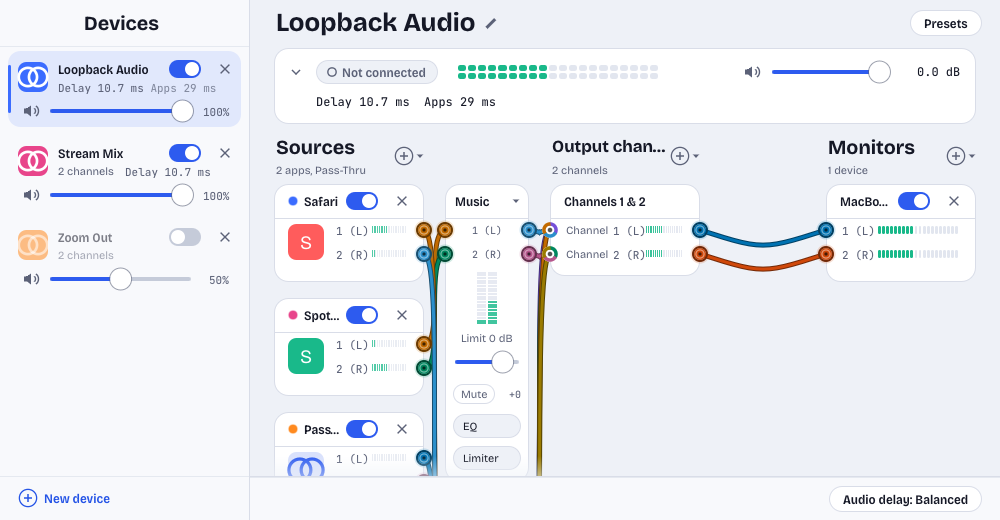 Devices
Loopback Audio
Delay 10.7 ms Apps 29 ms
100%
Stream Mix
2 channels Delay 10.7 ms
100%
Zoom Out
2 channels
50%
New device
Loopback Audio
Presets
Not connected
0.0 dB
Delay 10.7 ms Apps 29 ms
Sources
2 apps, Pass-Thru
Safari
S
1 (L)
2 (R)
Spot...
S
1 (L)
2 (R)
Pass...
1 (L)
Music
1 (L)
2 (R)
Limit 0 dB
Mute +0
EQ
Limiter
Output chan...
2 channels
Channels 1 & 2
Channel 1 (L)
Channel 2 (R)
Monitors
1 device
MacBo...
1 (L)
2 (R)
Audio delay: Balanced